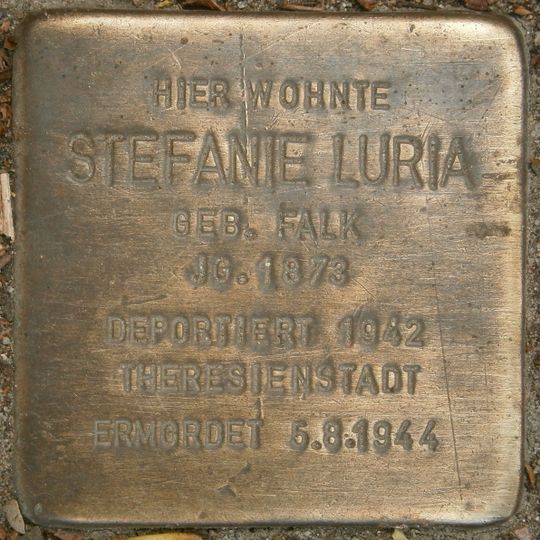 HIER WOHNTE
STEFANIE LURIA
GEB. FALK
JG. 1873
DEPORTIERT 1942
THERESIENSTADT
ERMORDET 5.8.1944